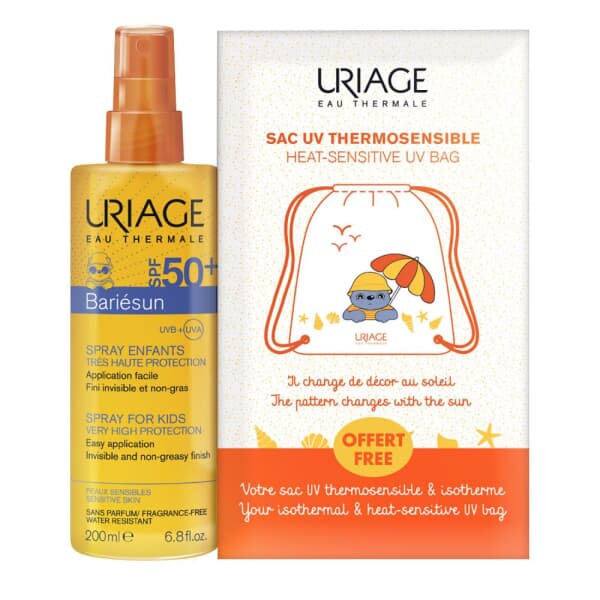 URIAGE
EAU THERMALE
SPF 50+
Bariésun
UVB + UVA
SPRAY ENFANTS
TRÈS HAUTE PROTECTION
Application facile
Fini invisible et non-gras
SPRAY FOR KIDS
VERY HIGH PROTECTION
Easy application
Invisible and non-greasy finish
PEAUX SENSIBLES
SENSITIVE SKIN
SANS PARFUM/ FRAGRANCE-FREE
WATER RESISTANT
200ml e 6.8fl.oz.
URIAGE
EAU THERMALE
SAC UV THERMOSENSIBLE
HEAT-SENSITIVE UV BAG
URIAGE
EAU THERMALE
Il change de décor au soleil
The pattern changes with the sun
OFFERT
FREE
Votre sac UV thermosensible & isotherme
Your isothermal & heat-sensitive UV bag